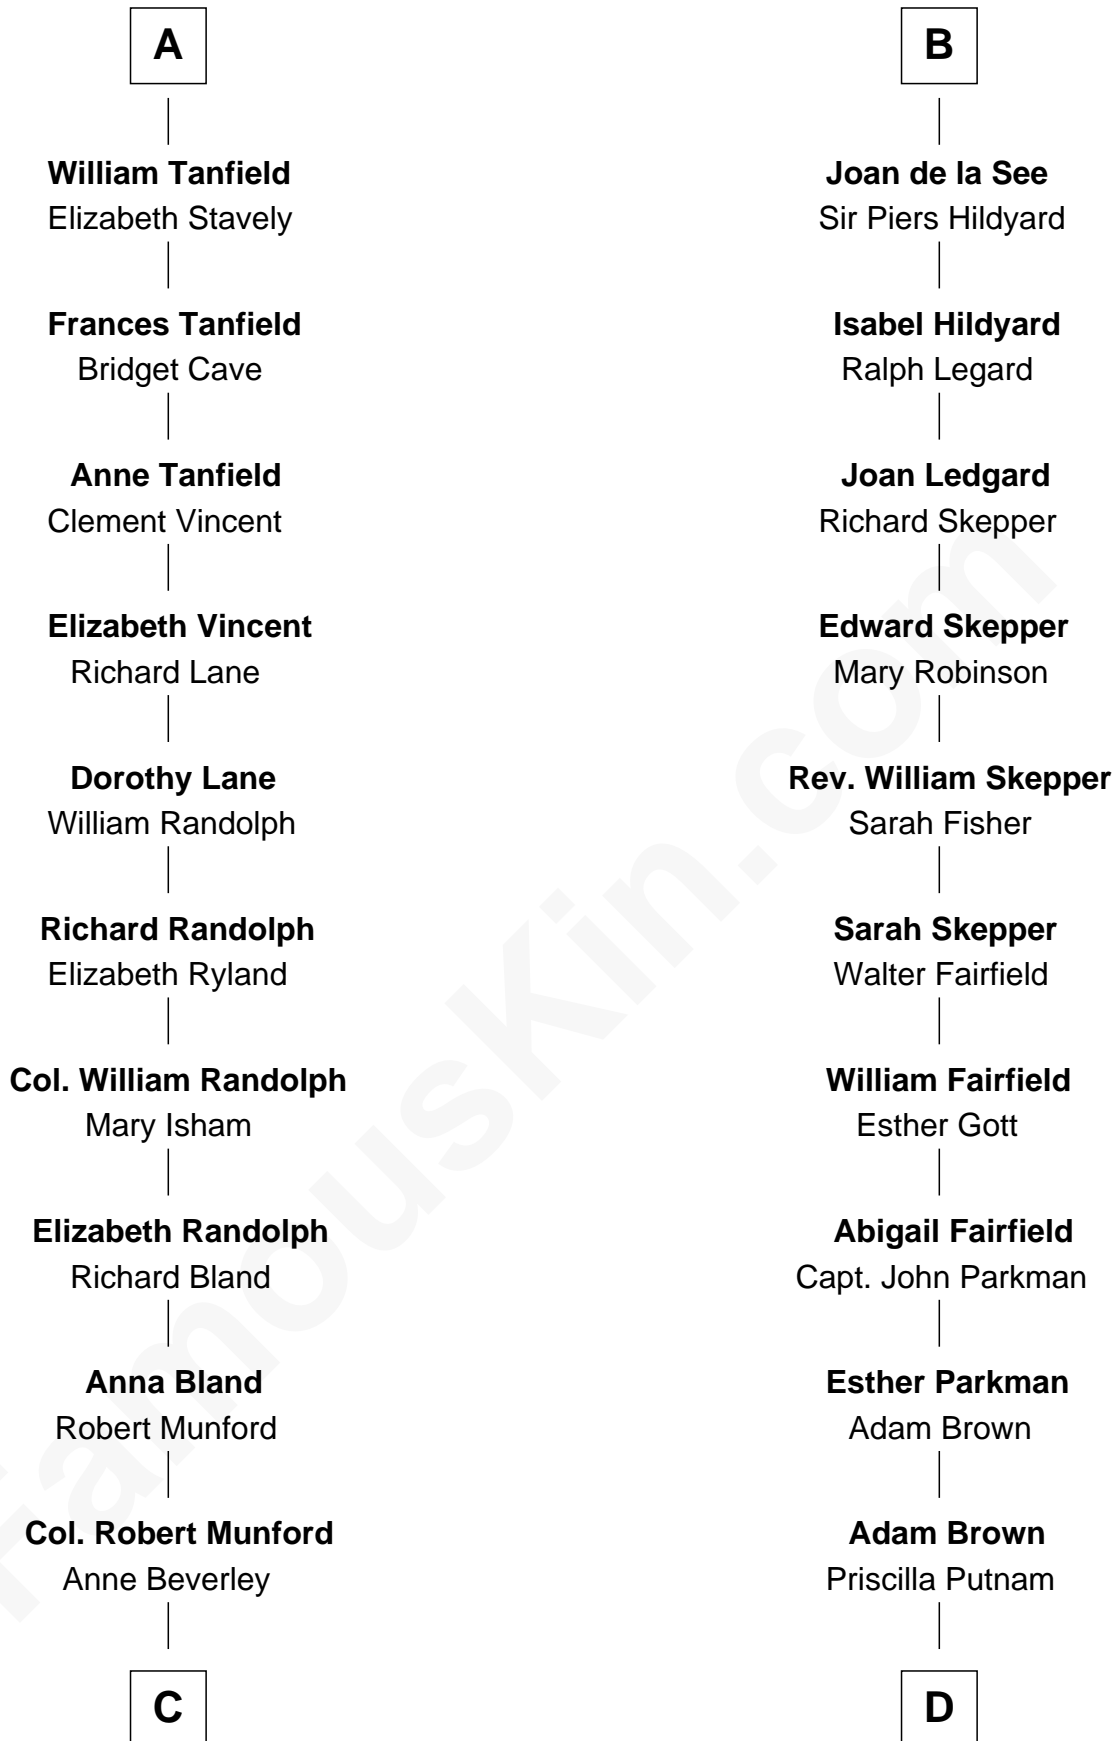 A
William Tanfield
Elizabeth Stavely
Frances Tanfield
Bridget Cave
Anne Tanfield
Clement Vincent
Elizabeth Vincent
Richard Lane
Dorothy Lane
William Randolph
Richard Randolph
Elizabeth Ryland
Col. William Randolph
Mary Isham
Elizabeth Randolph
Richard Bland
Anna Bland
Robert Munford
Col. Robert Munford
Anne Beverley
C
B
Joan de la See
Sir Piers Hildyard
Isabel Hildyard
Ralph Legard
Joan Ledgard
Richard Skepper
Edward Skepper
Mary Robinson
Rev. William Skepper
Sarah Fisher
Sarah Skepper
Walter Fairfield
William Fairfield
Esther Gott
Abigail Fairfield
Capt. John Parkman
Esther Parkman
Adam Brown
Adam Brown
Priscilla Putnam
D
FamousKin.com